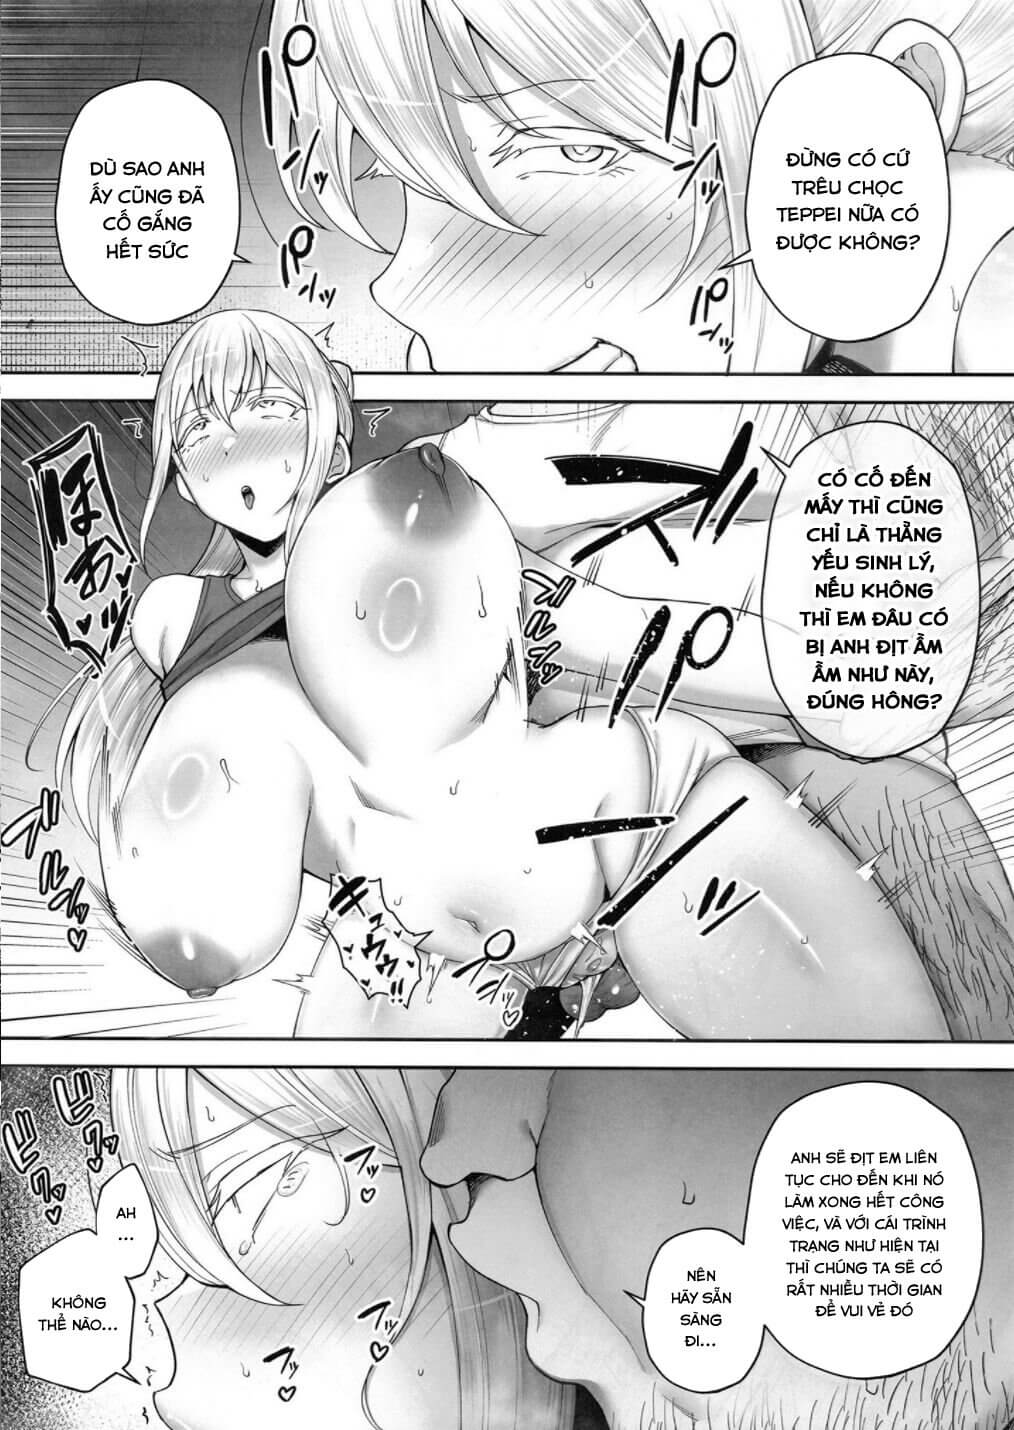 ĐỪNG CÓ CỨ
TRÊU CHỌC
TEPPEI NỮA CÓ
ĐƯỢC KHÔNG?
DÙ SAO ANH
ẤY CŨNG ĐÃ
CỐ GẮNG
HẾT SỨC
CÓ CỐ ĐẾN
MẤY THÌ CŨNG
CHỈ LÀ THẰNG
YẾU SINH LÝ,
NẾU KHÔNG
THÌ EM ĐÂU CÓ
BỊ ANH ĐỊT ẦM
ẦM NHƯ NÀY,
ĐÚNG HÔNG?
ANH SẼ ĐỊT EM LIÊN
TỤC CHO ĐẾN KHI NÓ
LÀM XONG HẾT CÔNG
VIỆC, VÀ VỚI CÁI TRÌNH
TRẠNG NHƯ HIỆN TẠI
THÌ CHÚNG TA SẼ CÓ
RẤT NHIỀU THỜI GIAN
ĐỂ VUI VẺ ĐÓ
NÊN
HÃY SẴN
SÀNG
ĐI...
AH
...
KHÔNG
THỂ NÀO...